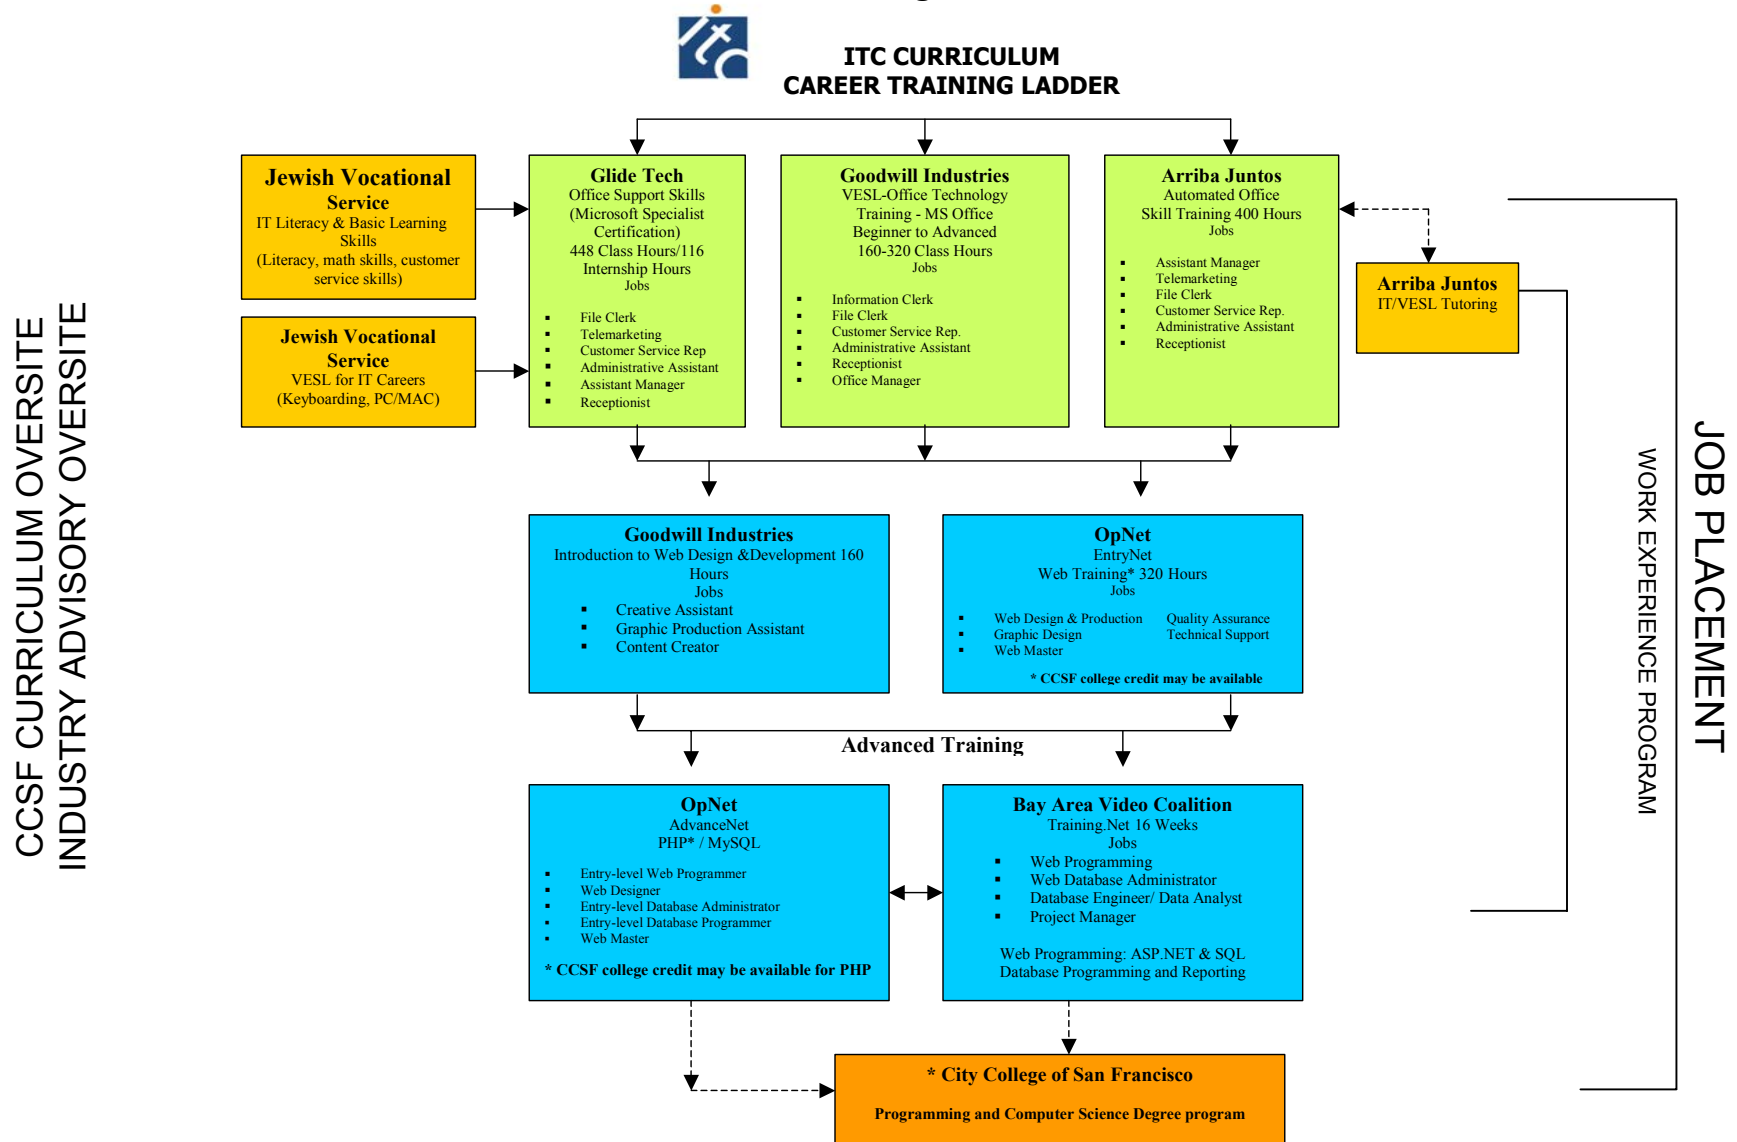 itc
ITC CURRICULUM
CAREER TRAINING LADDER
CCSF CURRICULUM OVERSITE
INDUSTRY ADVISORY OVERSITE
Jewish Vocational
Service
IT Literacy & Basic Learning
Skills
(Literacy, math skills, customer
service skills)
Jewish Vocational
Service
VESL for IT Careers
(Keyboarding, PC/MAC)
Glide Tech
Office Support Skills
(Microsoft Specialist
Certification)
448 Class Hours/116
Internship Hours
Jobs
▪ File Clerk
▪ Telemarketing
▪ Customer Service Rep
▪ Administrative Assistant
▪ Assistant Manager
▪ Receptionist
Goodwill Industries
VESL-Office Technology
Training - MS Office
Beginner to Advanced
160-320 Class Hours
Jobs
▪ Information Clerk
▪ File Clerk
▪ Customer Service Rep.
▪ Administrative Assistant
▪ Receptionist
▪ Office Manager
Arriba Juntos
Automated Office
Skill Training 400 Hours
Jobs
▪ Assistant Manager
▪ Telemarketing
▪ File Clerk
▪ Customer Service Rep.
▪ Administrative Assistant
▪ Receptionist
Arriba Juntos
IT/VESL Tutoring
Goodwill Industries
Introduction to Web Design &Development 160
Hours
Jobs
▪ Creative Assistant
▪ Graphic Production Assistant
▪ Content Creator
OpNet
EntryNet
Web Training* 320 Hours
Jobs
▪ Web Design & Production Quality Assurance
▪ Graphic Design Technical Support
▪ Web Master
* CCSF college credit may be available
Advanced Training
OpNet
AdvanceNet
PHP* / MySQL
▪ Entry-level Web Programmer
▪ Web Designer
▪ Entry-level Database Administrator
▪ Entry-level Database Programmer
▪ Web Master
* CCSF college credit may be available for PHP
Bay Area Video Coalition
Training.Net 16 Weeks
Jobs
▪ Web Programming
▪ Web Database Administrator
▪ Database Engineer/ Data Analyst
▪ Project Manager
Web Programming: ASP.NET & SQL
Database Programming and Reporting
* City College of San Francisco
Programming and Computer Science Degree program
JOB PLACEMENT
WORK EXPERIENCE PROGRAM